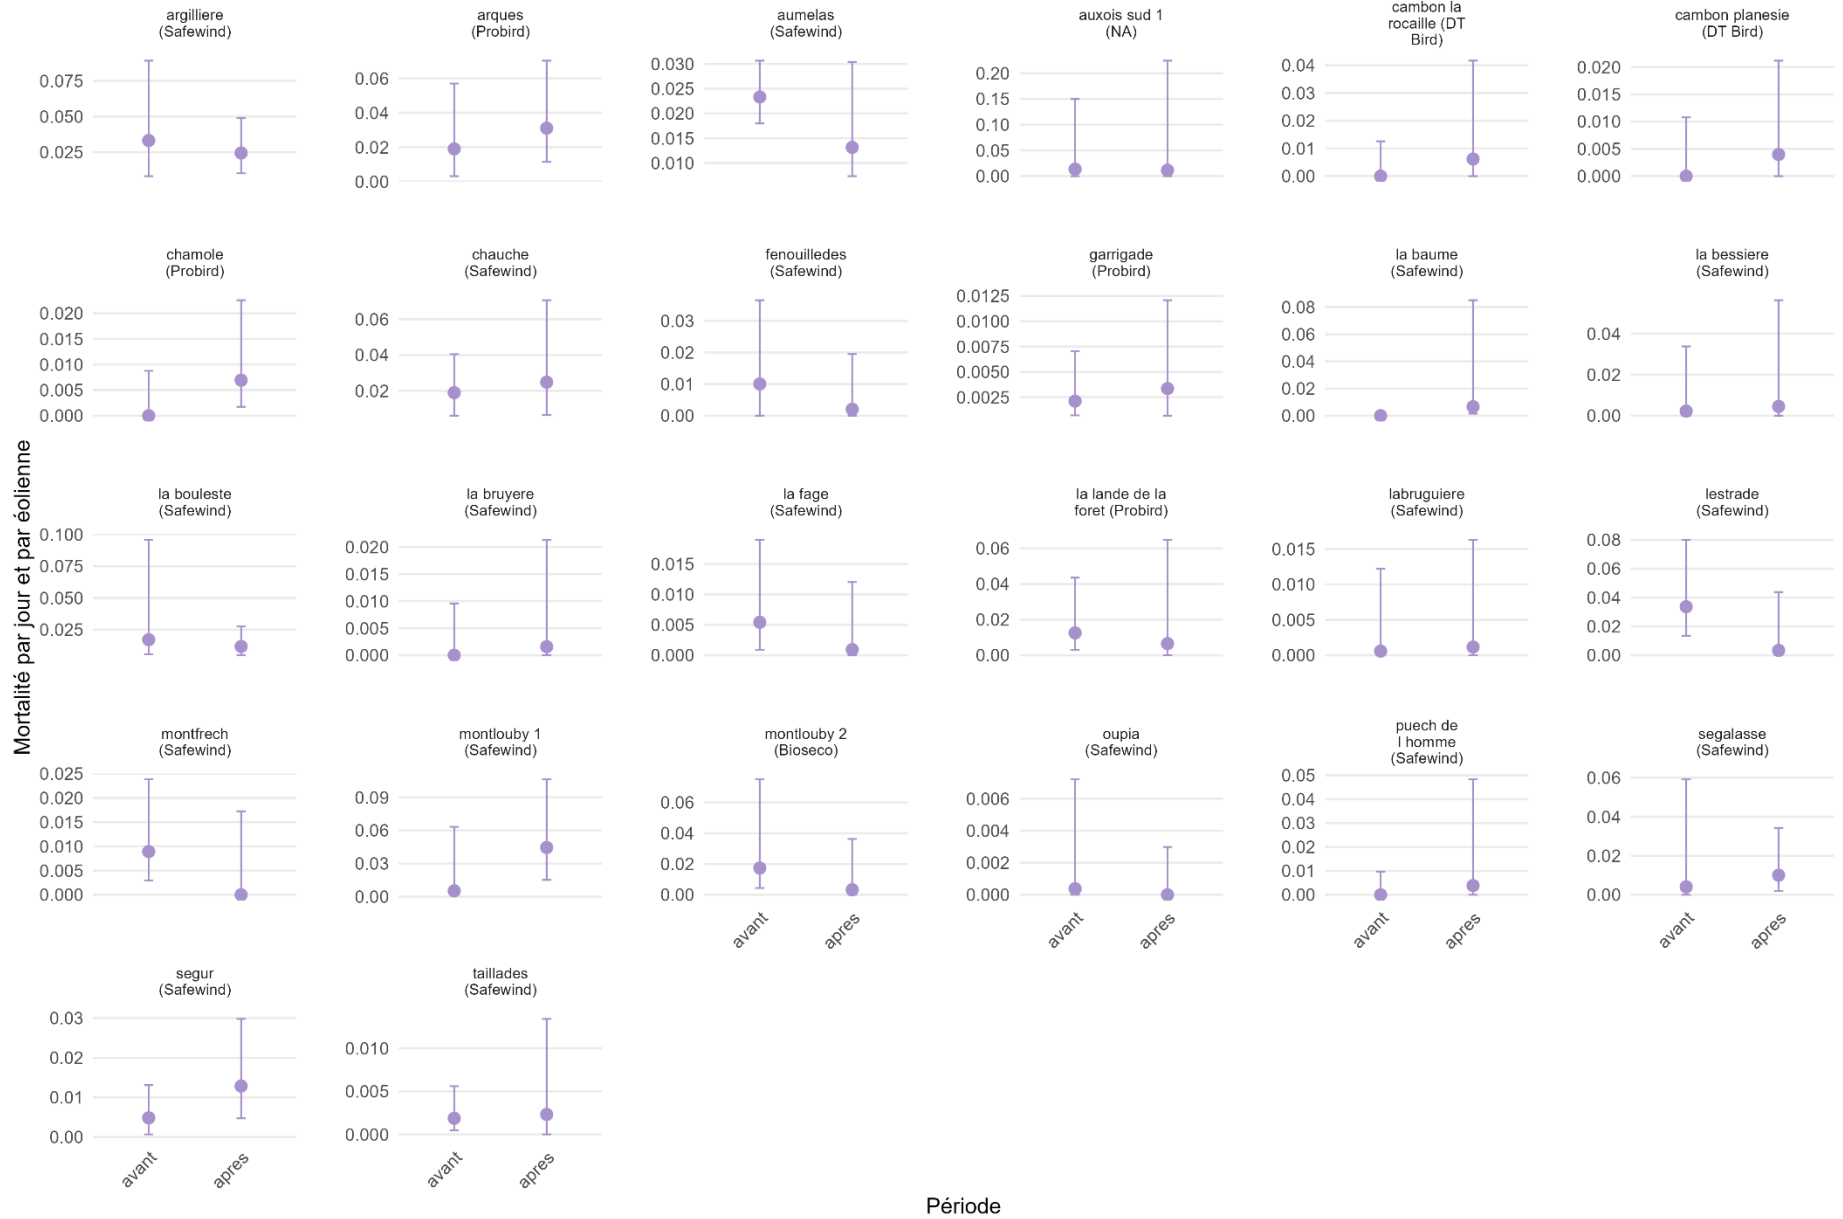 argilliere
(Safewind)
0.075
0.050
0.025
arques
(Probird)
0.06
0.04
0.02
0.00
aumelas
(Safewind)
0.030
0.025
0.020
0.015
0.010
auxois sud 1
(NA)
0.20
0.15
0.10
0.05
0.00
cambon la
rocaille (DT
Bird)
0.04
0.03
0.02
0.01
0.00
cambon planesie
(DT Bird)
0.020
0.015
0.010
0.005
0.000
chamole
(Probird)
0.020
0.015
0.010
0.005
0.000
chauche
(Safewind)
0.06
0.04
0.02
fenouilledes
(Safewind)
0.03
0.02
0.01
0.00
garrigade
(Probird)
0.0125
0.0100
0.0075
0.0050
0.0025
la baume
(Safewind)
0.08
0.06
0.04
0.02
0.00
la bessiere
(Safewind)
0.04
0.02
0.00
la bouleste
(Safewind)
0.100
0.075
0.050
0.025
la bruyere
(Safewind)
0.020
0.015
0.010
0.005
0.000
la fage
(Safewind)
0.015
0.010
0.005
0.000
la lande de la
foret (Probird)
0.06
0.04
0.02
0.00
labruguiere
(Safewind)
0.015
0.010
0.005
0.000
lestrade
(Safewind)
0.08
0.06
0.04
0.02
0.00
montfrech
(Safewind)
0.025
0.020
0.015
0.010
0.005
0.000
montlouby 1
(Safewind)
0.09
0.06
0.03
0.00
montlouby 2
(Bioseco)
0.06
0.04
0.02
0.00
avant
apres
oupia
(Safewind)
0.006
0.004
0.002
0.000
avant
apres
puech de
l homme
(Safewind)
0.05
0.04
0.03
0.02
0.01
0.00
avant
apres
segalasse
(Safewind)
0.06
0.04
0.02
0.00
avant
apres
segur
(Safewind)
0.03
0.02
0.01
0.00
avant
apres
taillades
(Safewind)
0.010
0.005
0.000
avant
apres
Mortalité par jour et par éolienne
Période